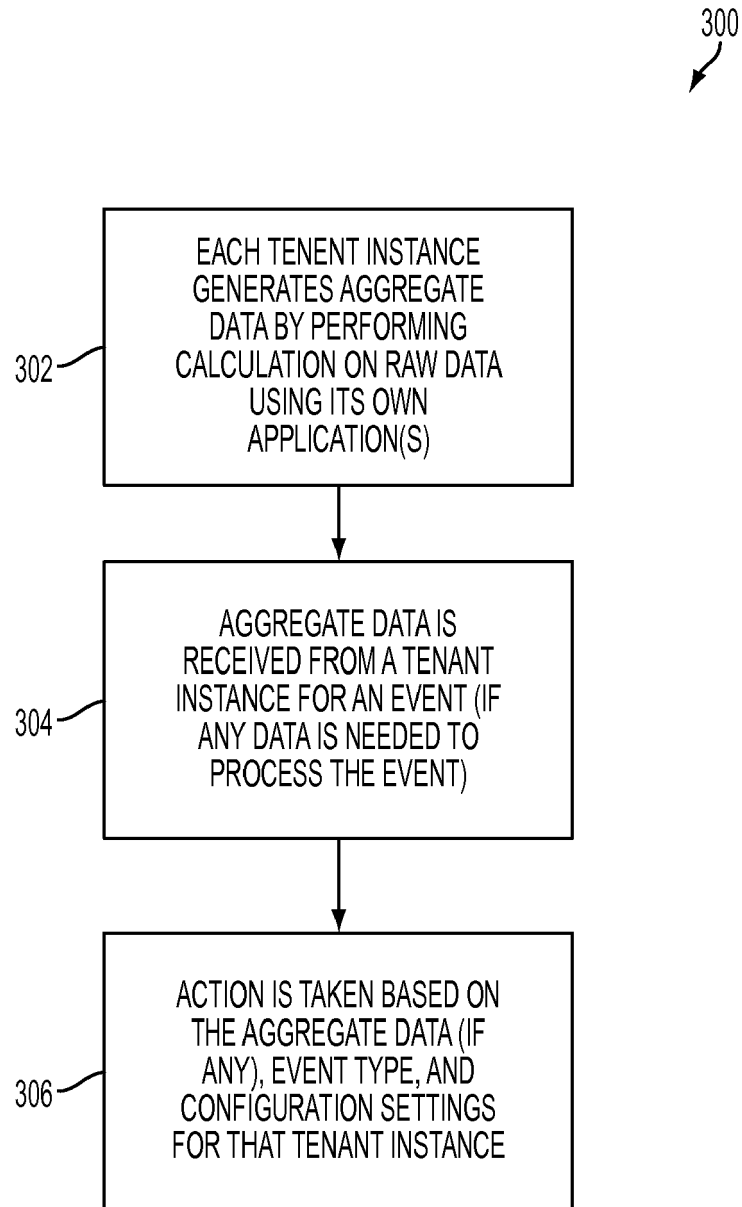 300
302
EACH TENENT INSTANCE
GENERATES AGGREGATE
DATA BY PERFORMING
CALCULATION ON RAW DATA
USING ITS OWN
APPLICATION(S)
304
AGGREGATE DATA IS
RECEIVED FROM A TENANT
INSTANCE FOR AN EVENT (IF
ANY DATA IS NEEDED TO
PROCESS THE EVENT)
306
ACTION IS TAKEN BASED ON
THE AGGREGATE DATA (IF
ANY), EVENT TYPE, AND
CONFIGURATION SETTINGS
FOR THAT TENANT INSTANCE